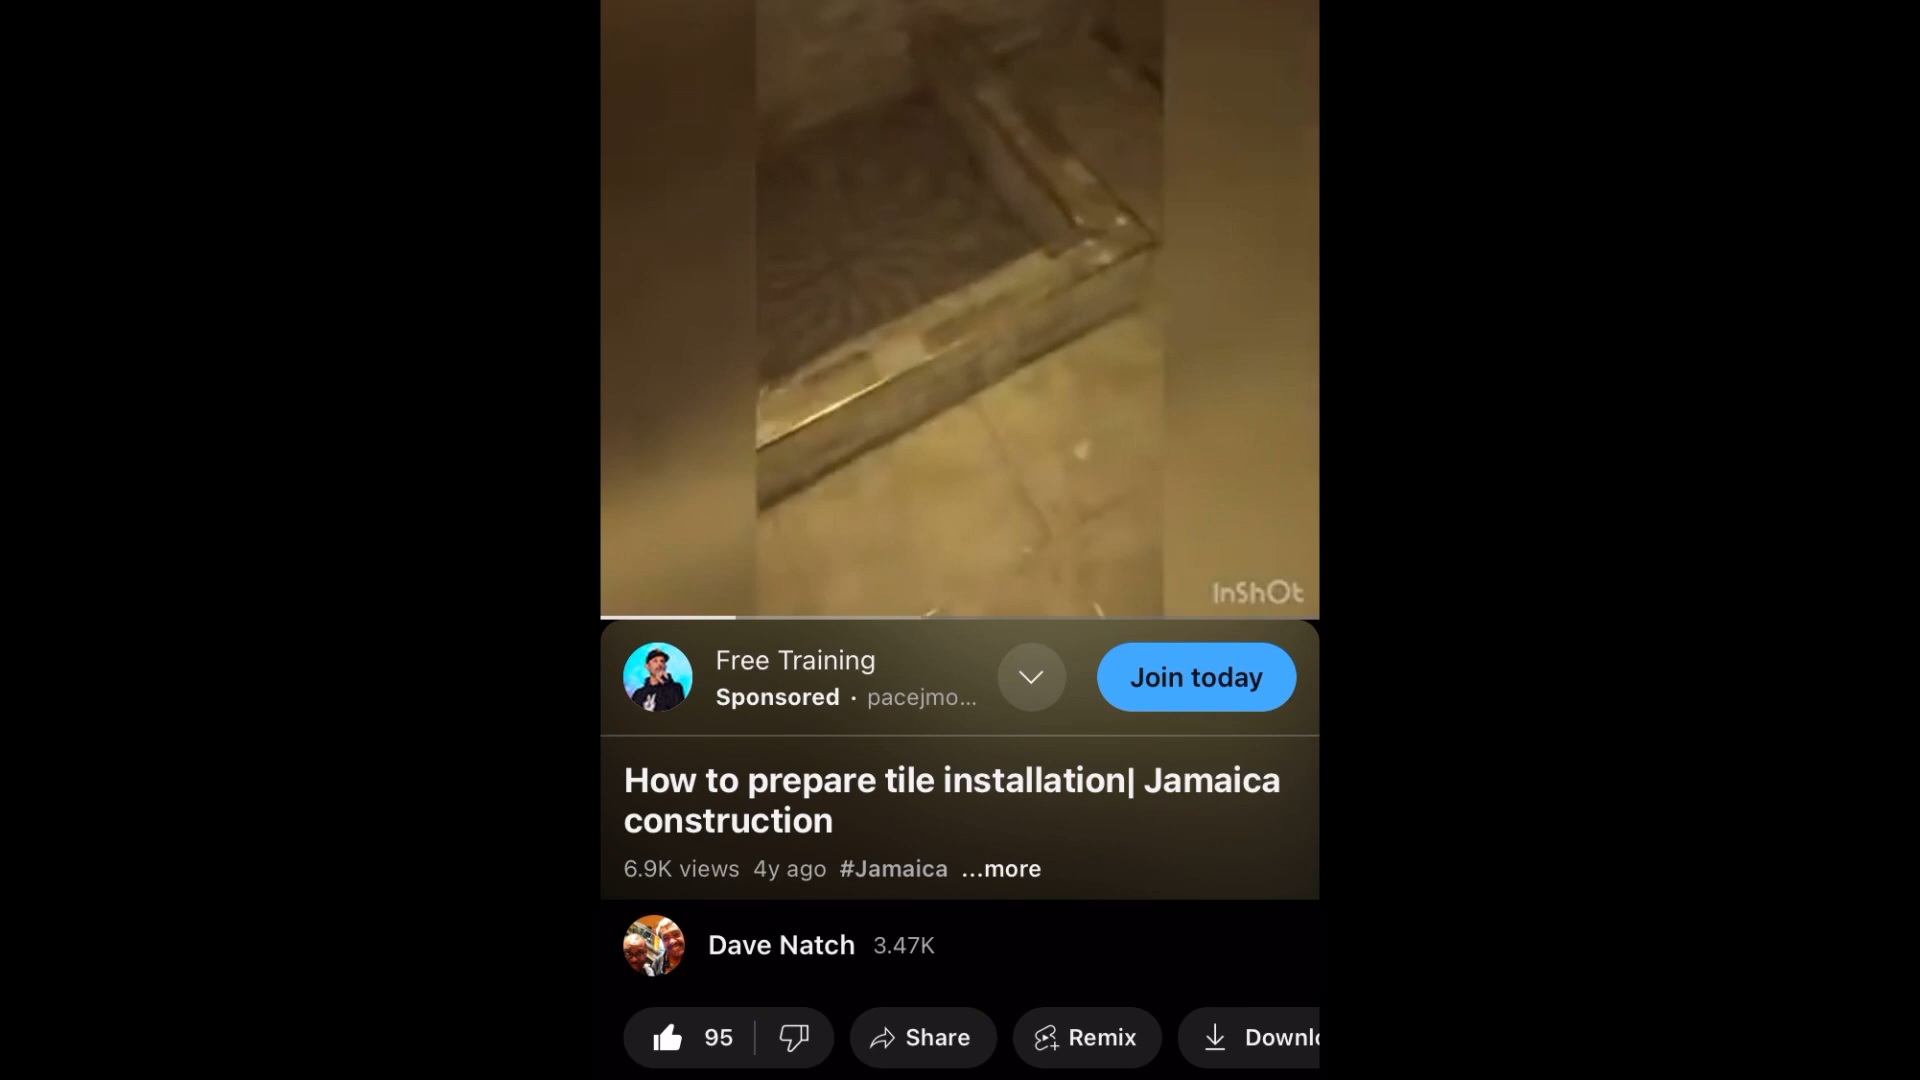 InShOt
Free Training
Sponsored · pacejmo...
Join today
How to prepare tile installation| Jamaica
construction
6.9K views 4y ago #Jamaica ...more
Dave Natch 3.47K
95 Share Remix Downlo